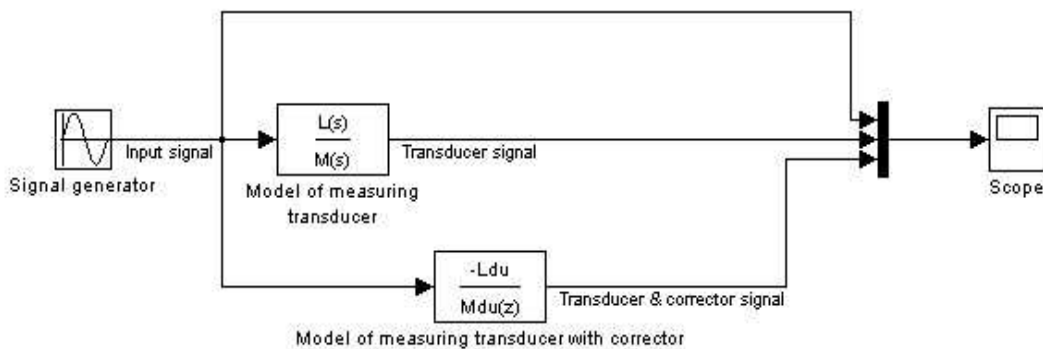 L(s)
M(s)
Input signal
Transducer signal
Signal generator
Model of measuring
transducer
Scope
-Ldu
Mdu(z)
Transducer & corrector signal
Model of measuring transducer with corrector